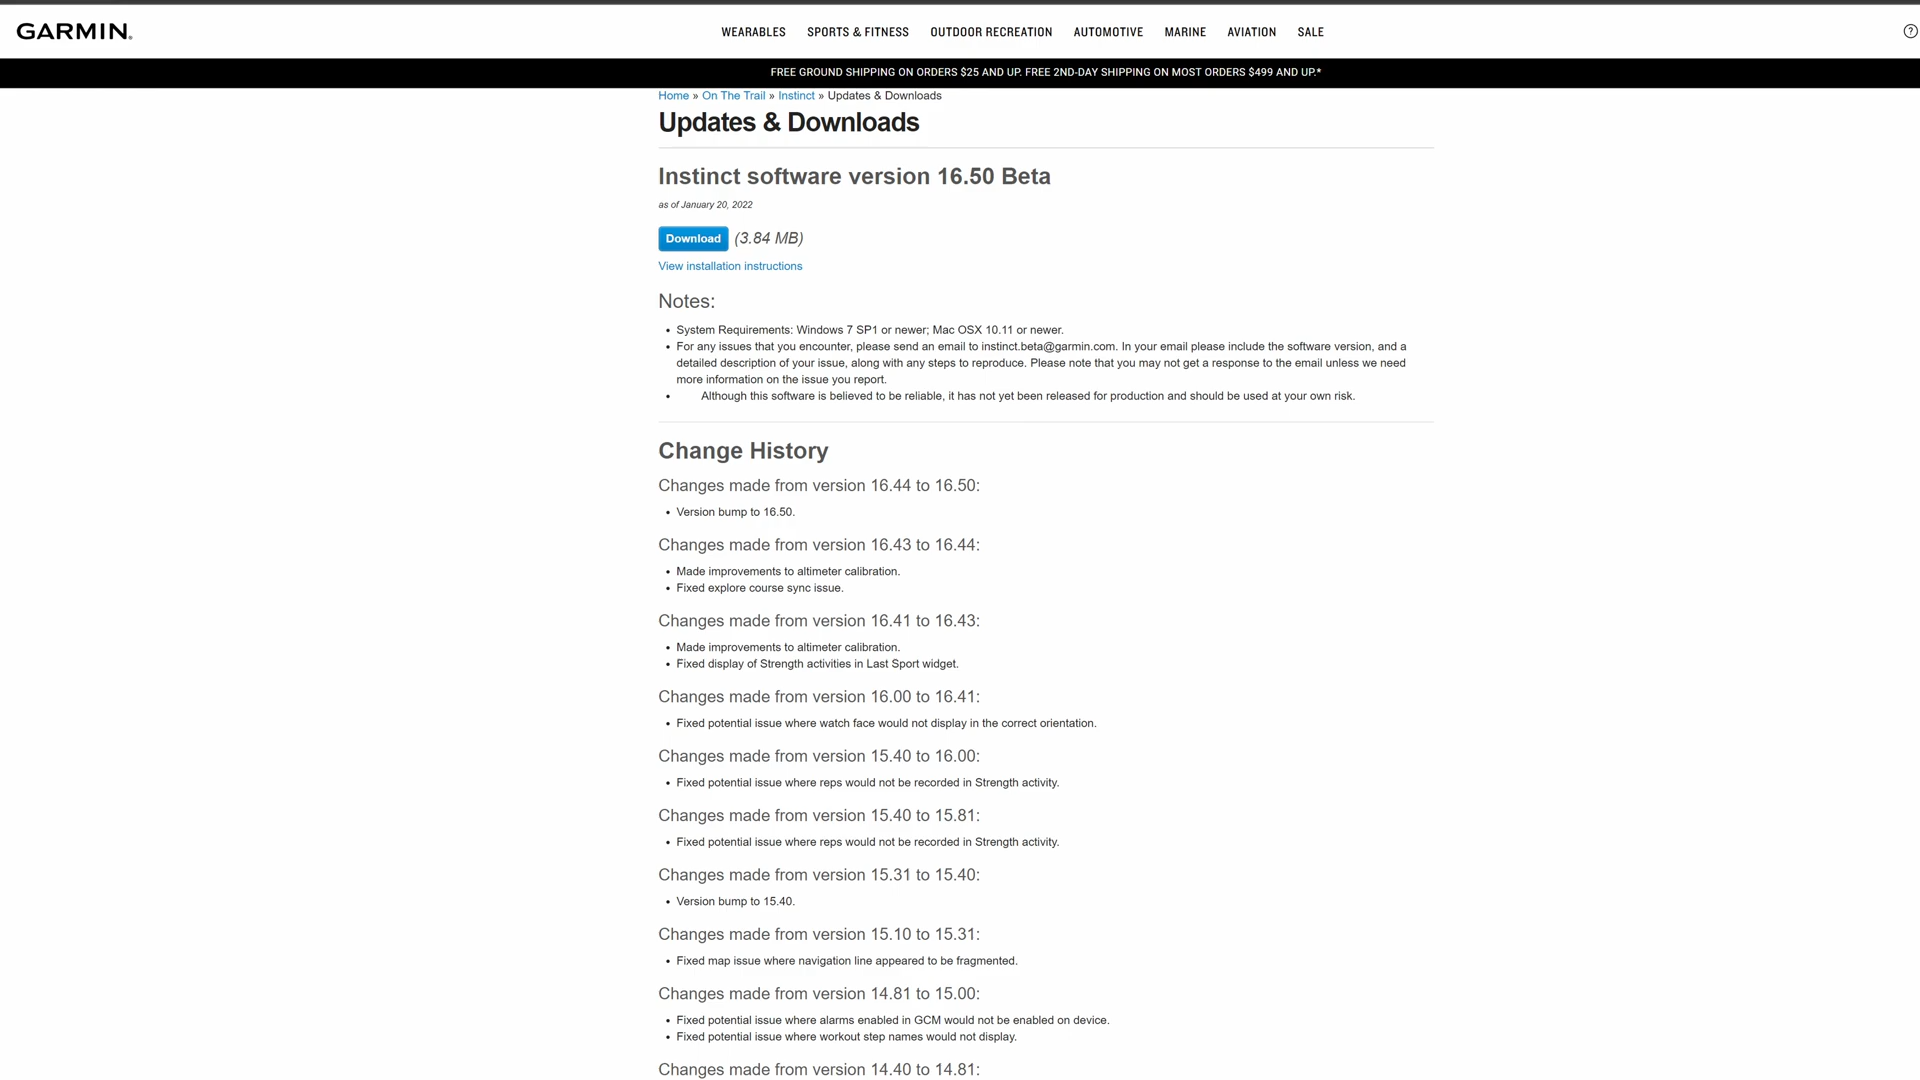 GARMIN.
WEARABLES SPORTS & FITNESS OUTDOOR RECREATION AUTOMOTIVE MARINE AVIATION SALE
FREE GROUND SHIPPING ON ORDERS $25 AND UP. FREE 2ND-DAY SHIPPING ON MOST ORDERS $499 AND UP.*
Home » On The Trail » Instinct » Updates & Downloads
Updates & Downloads
Instinct software version 16.50 Beta
as of January 20, 2022
Download (3.84 MB)
View installation instructions
Notes:
• System Requirements: Windows 7 SP1 or newer; Mac OSX 10.11 or newer.
• For any issues that you encounter, please send an email to instinct.beta@garmin.com. In your email please include the software version, and a
detailed description of your issue, along with any steps to reproduce. Please note that you may not get a response to the email unless we need
more information on the issue you report.
• Although this software is believed to be reliable, it has not yet been released for production and should be used at your own risk.
Change History
Changes made from version 16.44 to 16.50:
• Version bump to 16.50.
Changes made from version 16.43 to 16.44:
• Made improvements to altimeter calibration.
• Fixed explore course sync issue.
Changes made from version 16.41 to 16.43:
• Made improvements to altimeter calibration.
• Fixed display of Strength activities in Last Sport widget.
Changes made from version 16.00 to 16.41:
• Fixed potential issue where watch face would not display in the correct orientation.
Changes made from version 15.40 to 16.00:
• Fixed potential issue where reps would not be recorded in Strength activity.
Changes made from version 15.40 to 15.81:
• Fixed potential issue where reps would not be recorded in Strength activity.
Changes made from version 15.31 to 15.40:
• Version bump to 15.40.
Changes made from version 15.10 to 15.31:
• Fixed map issue where navigation line appeared to be fragmented.
Changes made from version 14.81 to 15.00:
• Fixed potential issue where alarms enabled in GCM would not be enabled on device.
• Fixed potential issue where workout step names would not display.
Changes made from version 14.40 to 14.81: